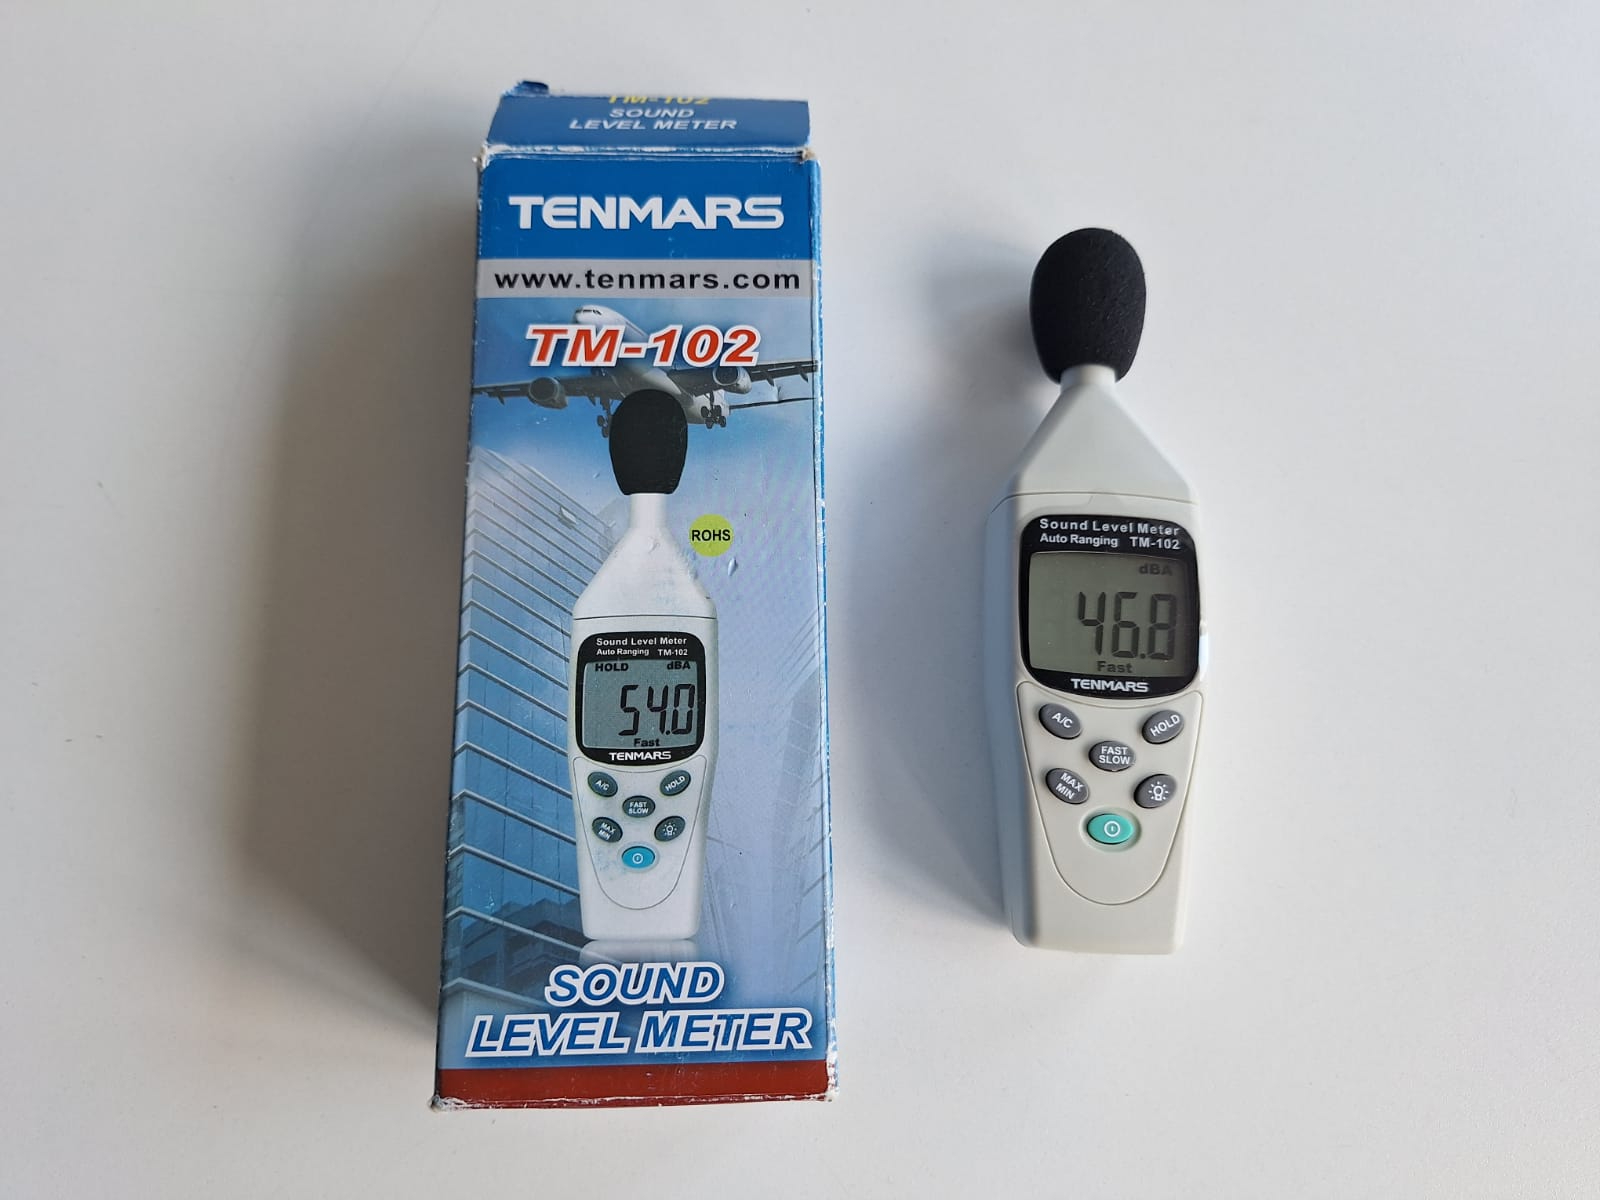 TM-102
SOUND
LEVEL METER
TENMARS
www.tenmars.com
TM-102
ROHS
Sound Level Meter
Auto Ranging TM-102
HOLD dBA
54.0
Fast
TENMARS
A/C
HOLD
FAST
SLOW
MAX
MIN
SOUND
LEVEL METER
Sound Level Meter
Auto Ranging TM-102
dBA
46.8
Fast
TENMARS
A/C
HOLD
FAST
SLOW
MAX
MIN